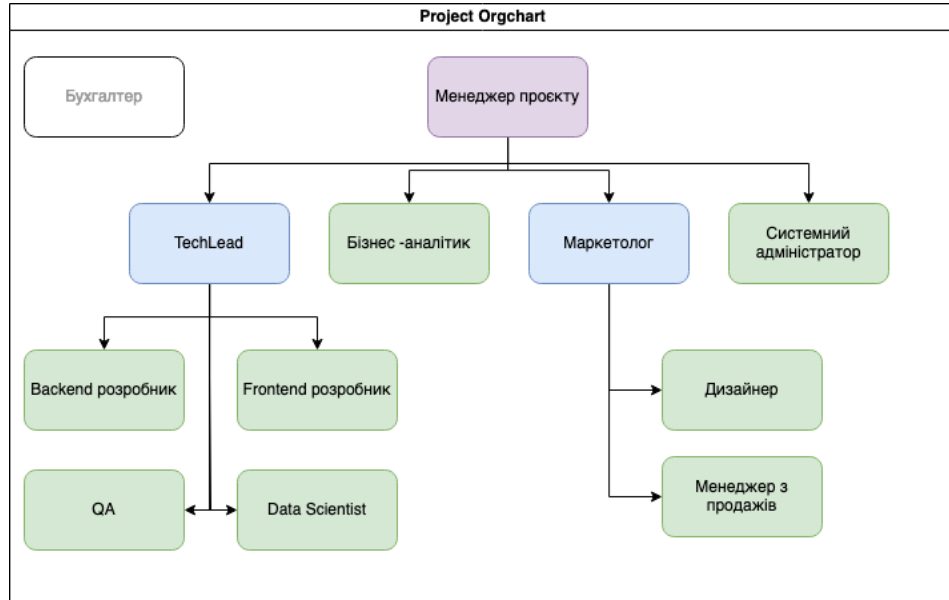 Project Orgchart
Бухгалтер
Менеджер проєкту
TechLead
Бізнес -аналітик
Маркетолог
Системний
адміністратор
Backend розробник
Frontend розробник
Дизайнер
QA
Data Scientist
Менеджер з
продажів